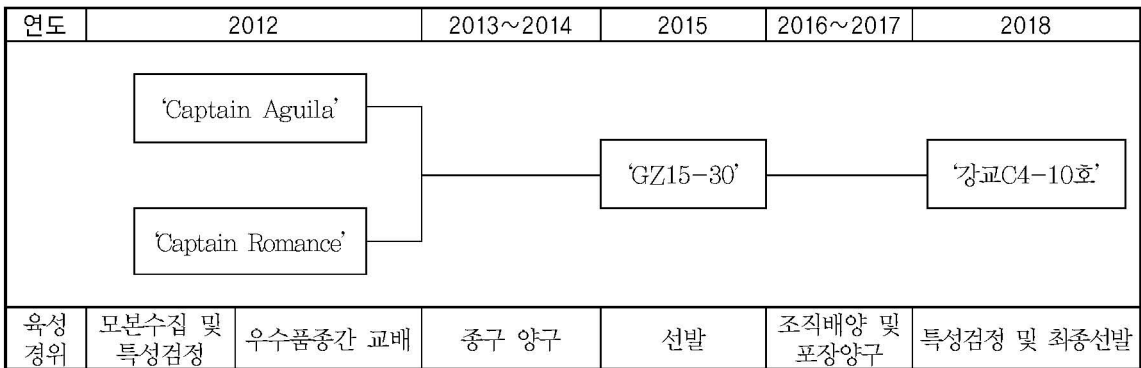 연도 2012 2013~2014 2015 2016~2017 2018
'Captain Aguila'
'GZ15-30' '강교C4-10호'
'Captain Romance'
육성 경위 모본수집 및 특성검정 우수품종간 교배 종구 양구 선발 조직배양 및 포장양구 특성검정 및 최종선발